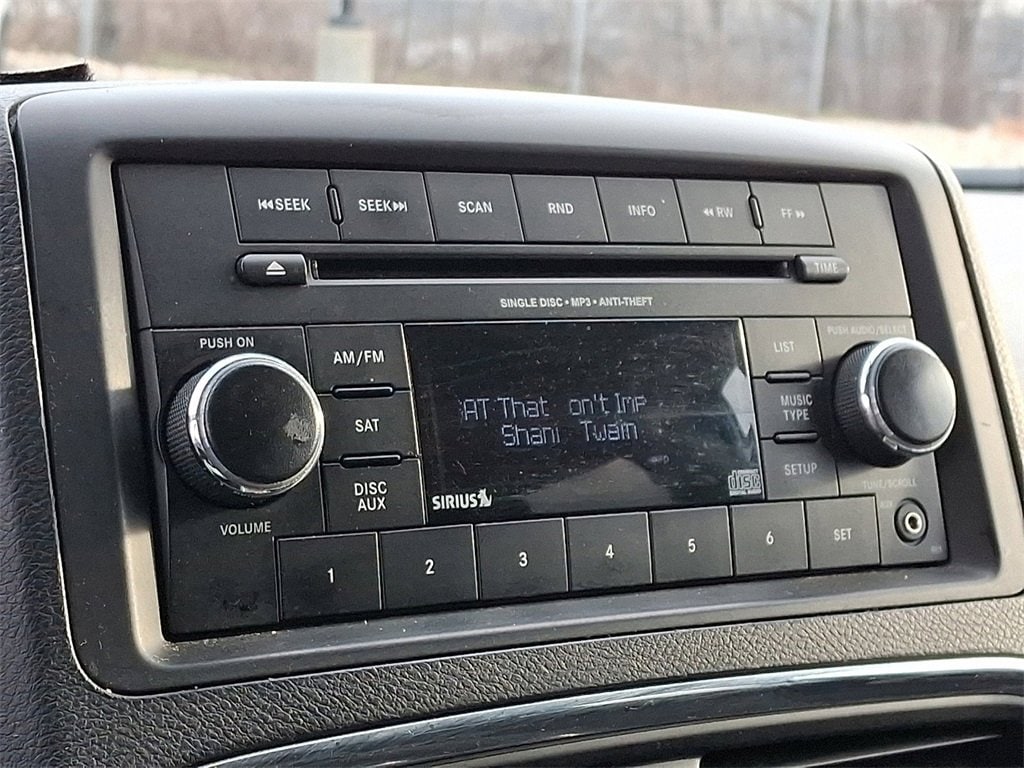 SEEK
SEEK
SCAN
RND
INFO
RW
FF
TIME
SINGLE DISC • MP3 • ANTI-THEFT
PUSH ON
AM/FM
SAT
DISC
AUX
VOLUME
SAT That on't Imp
Shani Twain
SIRIUS
disc
LIST
MUSIC
TYPE
SETUP
PUSH AUDIO/SELECT
TUNE/SCROLL
1
2
3
4
5
6
SET